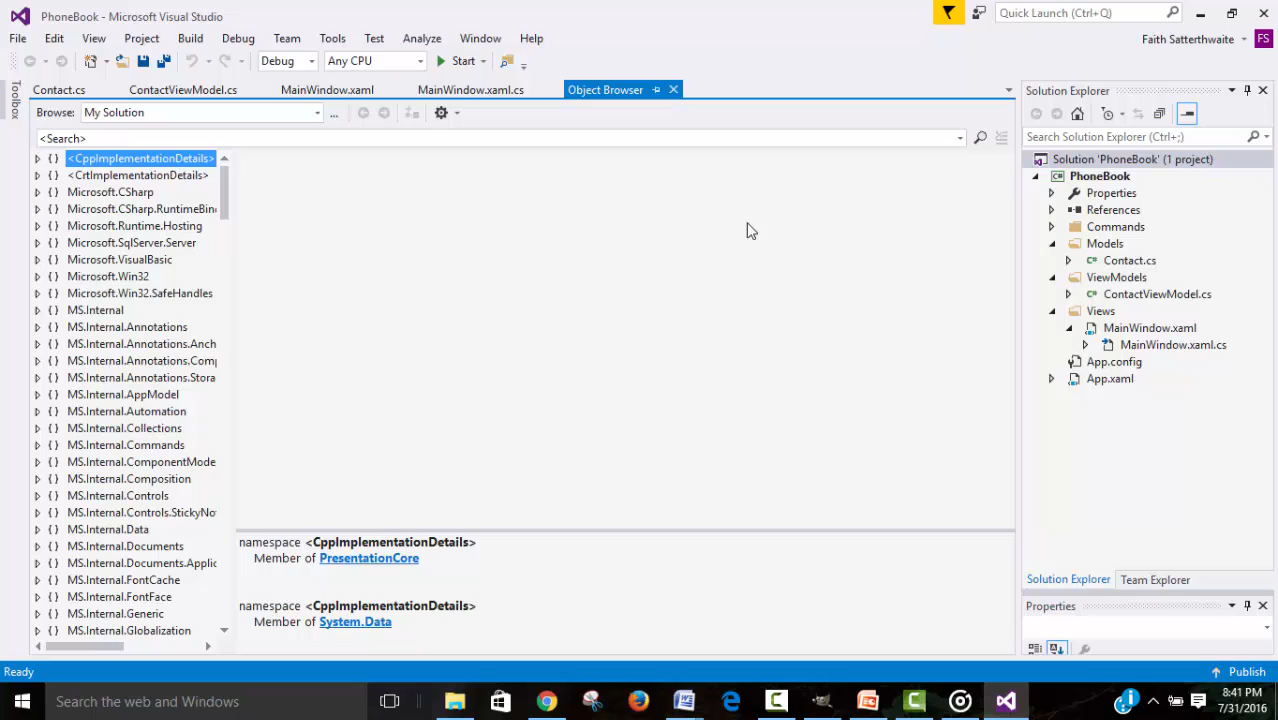 PhoneBook - Microsoft Visual Studio
Quick Launch (Ctrl+Q)
File Edit View Project Build Debug Team Tools Test Analyze Window Help
Faith Satterthwaite FS
Debug Any CPU Start
Toolbox
Contact.cs ContactViewModel.cs MainWindow.xaml MainWindow.xaml.cs Object Browser
Browse: My Solution ...
<Search>
<CppImplementationDetails>
<CrtImplementationDetails>
Microsoft.CSharp
Microsoft.CSharp.RuntimeBin
Microsoft.Runtime.Hosting
Microsoft.SqlServer.Server
Microsoft.VisualBasic
Microsoft.Win32
Microsoft.Win32.SafeHandles
MS.Internal
MS.Internal.Annotations
MS.Internal.Annotations.Anch
MS.Internal.Annotations.Comp
MS.Internal.Annotations.Stora
MS.Internal.AppModel
MS.Internal.Automation
MS.Internal.Collections
MS.Internal.Commands
MS.Internal.ComponentMode
MS.Internal.Composition
MS.Internal.Controls
MS.Internal.Controls.StickyNo
MS.Internal.Data
MS.Internal.Documents
MS.Internal.Documents.Applic
MS.Internal.FontCache
MS.Internal.FontFace
MS.Internal.Generic
MS.Internal.Globalization
namespace <CppImplementationDetails>
Member of PresentationCore
namespace <CppImplementationDetails>
Member of System.Data
Solution Explorer
Search Solution Explorer (Ctrl+;)
Solution 'PhoneBook' (1 project)
C# PhoneBook
Properties
References
Commands
Models
C# Contact.cs
ViewModels
C# ContactViewModel.cs
Views
MainWindow.xaml
MainWindow.xaml.cs
App.config
App.xaml
Solution Explorer Team Explorer
Properties
Ready
Publish
Search the web and Windows
8:41 PM
7/31/2016